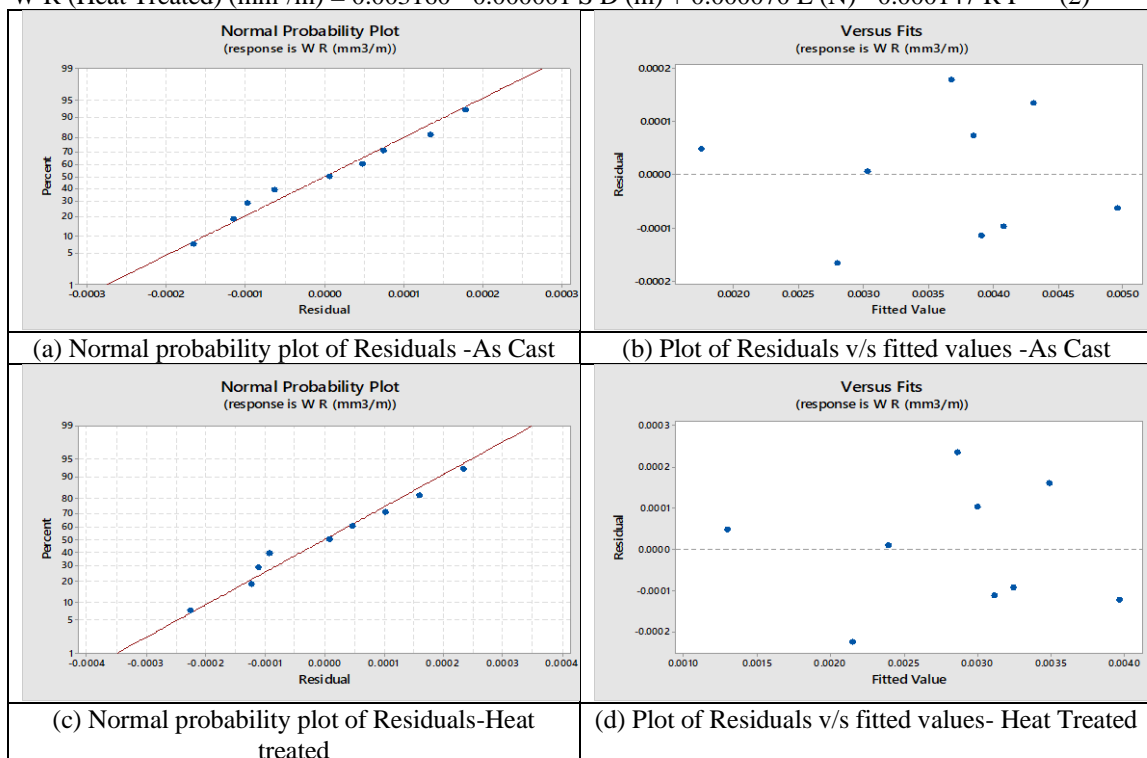 W R (Heat Treated) (mm³/m) = 0.003160 - 0.000001 S D (m) + 0.000076 L (N) - 0.000147 R P (2)
Normal Probability Plot
(response is W R (mm3/m))
99
95
90
80
70
60
50
40
30
20
10
5
1
Percent
-0.0003 -0.0002 -0.0001 0.0000 0.0001 0.0002 0.0003
Residual
Versus Fits
(response is W R (mm3/m))
0.0002
0.0001
0.0000
-0.0001
-0.0002
Residual
0.0020 0.0025 0.0030 0.0035 0.0040 0.0045 0.0050
Fitted Value
(a) Normal probability plot of Residuals -As Cast
(b) Plot of Residuals v/s fitted values -As Cast
Normal Probability Plot
(response is W R (mm3/m))
99
95
90
80
70
60
50
40
30
20
10
5
1
Percent
-0.0004 -0.0003 -0.0002 -0.0001 0.0000 0.0001 0.0002 0.0003 0.0004
Residual
Versus Fits
(response is W R (mm3/m))
0.0003
0.0002
0.0001
0.0000
-0.0001
-0.0002
Residual
0.0010 0.0015 0.0020 0.0025 0.0030 0.0035 0.0040
Fitted Value
(c) Normal probability plot of Residuals-Heat
treated
(d) Plot of Residuals v/s fitted values- Heat Treated